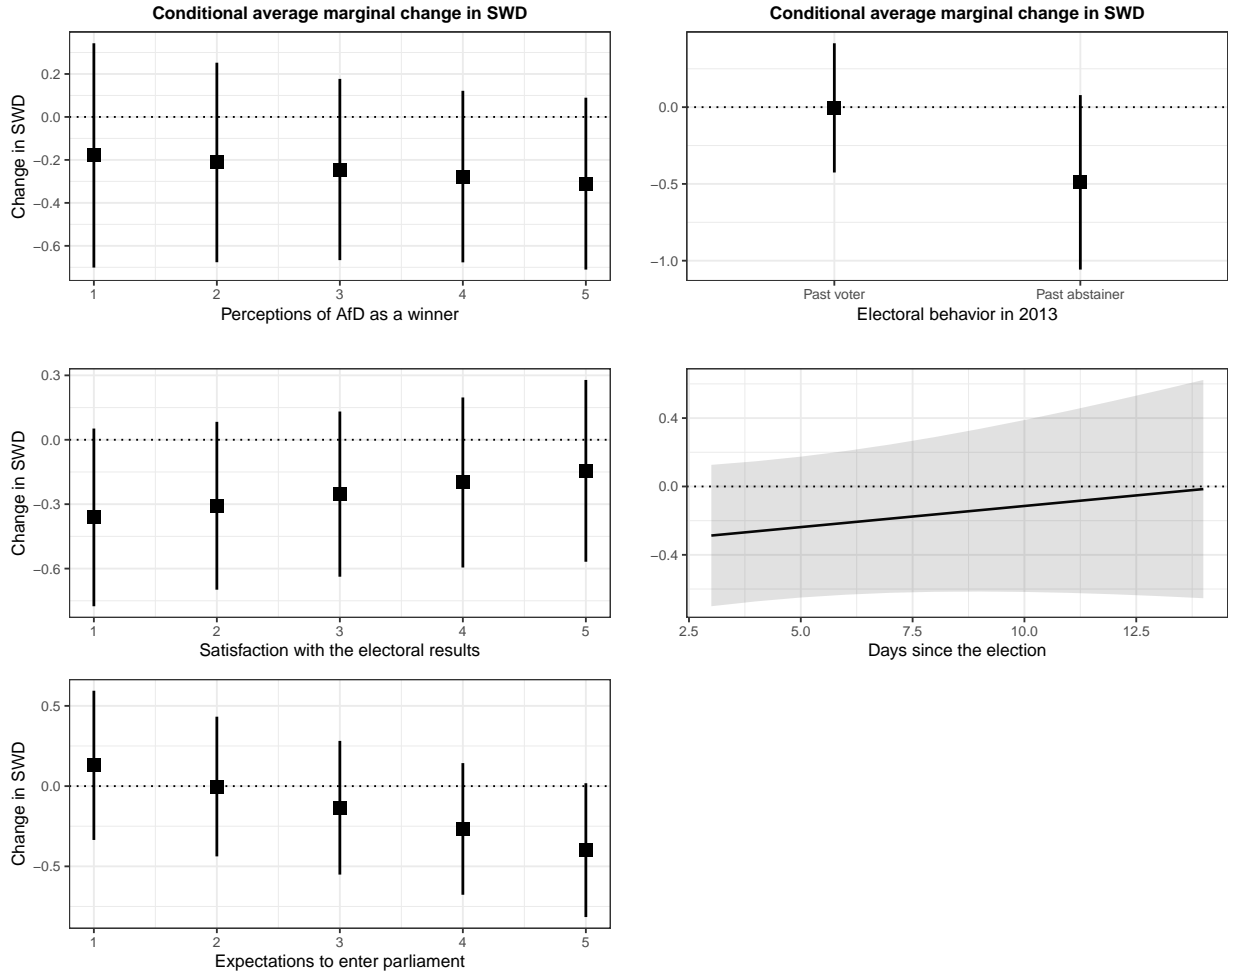 Conditional average marginal change in SWD
Change in SWD
0.2
0.0
−0.2
−0.4
−0.6
1 2 3 4 5
Perceptions of AfD as a winner
Conditional average marginal change in SWD
0.0
−0.5
−1.0
Past voter Past abstainer
Electoral behavior in 2013
Change in SWD
0.3
0.0
−0.3
−0.6
1 2 3 4 5
Satisfaction with the electoral results
0.4
0.0
−0.4
2.5 5.0 7.5 10.0 12.5
Days since the election
Change in SWD
0.5
0.0
−0.5
1 2 3 4 5
Expectations to enter parliament